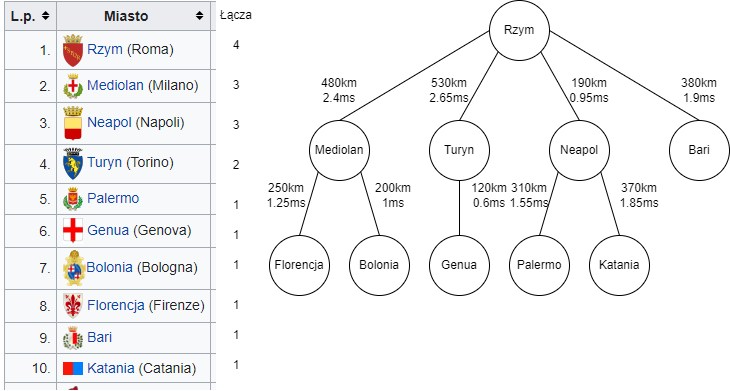 L.p. Miasto Łącza
1. Rzym (Roma) 4
2. Mediolan (Milano) 3
3. Neapol (Napoli) 3
4. Turyn (Torino) 2
5. Palermo 1
6. Genua (Genova) 1
7. Bolonia (Bologna) 1
8. Florencja (Firenze) 1
9. Bari 1
10. Katania (Catania) 1
Rzym
480km
2.4ms
530km
2.65ms
190km
0.95ms
380km
1.9ms
Mediolan
Turyn
Neapol
Bari
250km
1.25ms
200km
1ms
120km
0.6ms
310km
1.55ms
370km
1.85ms
Florencja
Bolonia
Genua
Palermo
Katania